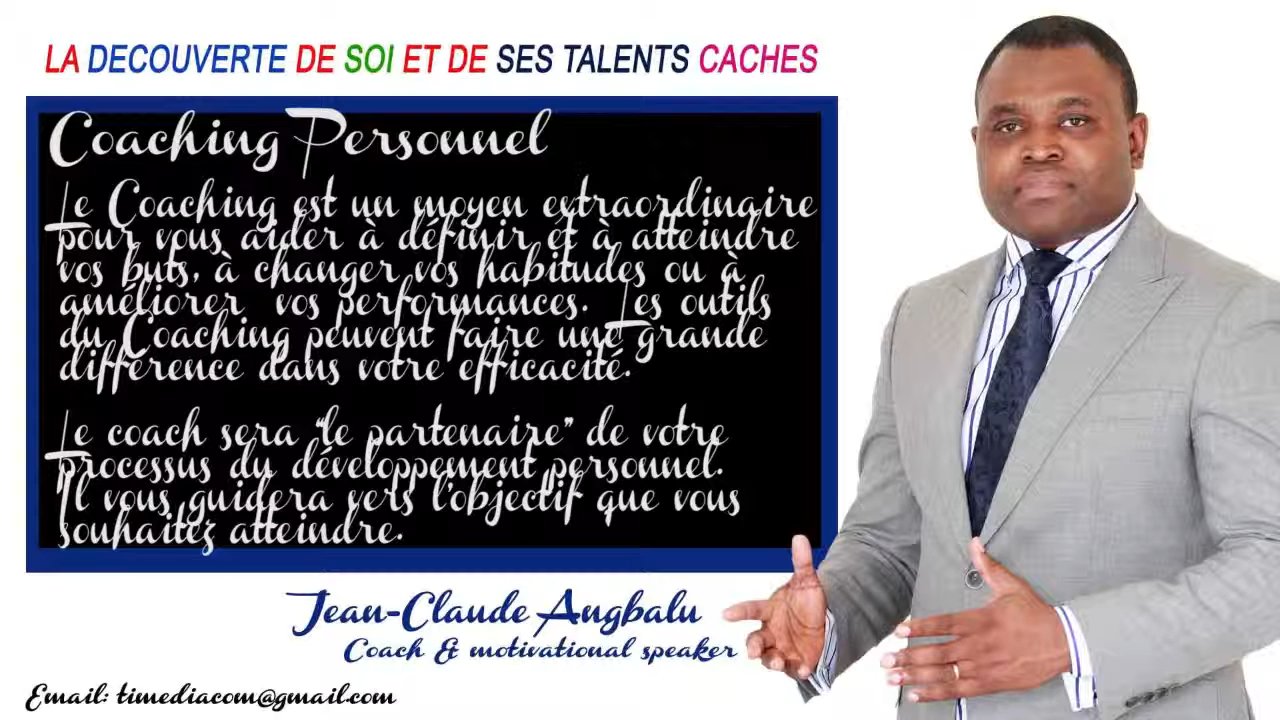 LA DECOUVERTE DE SOI ET DE SES TALENTS CACHES
Coaching Personnel
Le Coaching est un moyen extraordinaire
pour vous aider à définir et à atteindre
vos buts, à changer vos habitudes ou à
améliorer vos performances. Les outils
du Coaching peuvent faire une grande
différence dans votre efficacité.
Le coach sera "le partenaire" de votre
processus du développement personnel.
Il vous guidera vers l'objectif que vous
souhaitez atteindre.
Jean-Claude Angbalu
Coach & motivational speaker
Email: timediacom@gmail.com